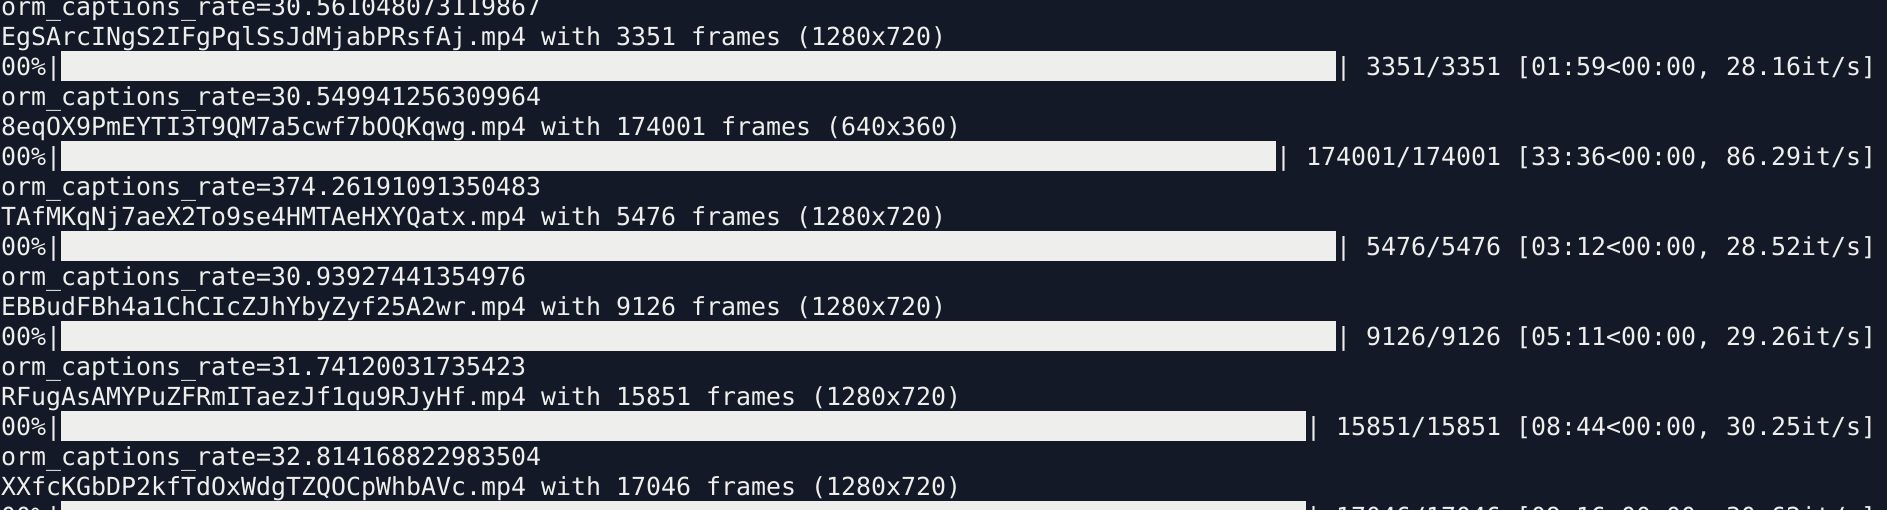 orm_captions_rate=30.561048073119867
EgSArcINgS2IFgPqlSsJdMjabPRsfAj.mp4 with 3351 frames (1280x720)
00%| | 3351/3351 [01:59<00:00, 28.16it/s]
orm_captions_rate=30.549941256309964
8eqOX9PmEYTI3T9QM7a5cwf7bOQKqwg.mp4 with 174001 frames (640x360)
00%| | 174001/174001 [33:36<00:00, 86.29it/s]
orm_captions_rate=374.26191091350483
TAfMKqNj7aeX2To9se4HMTAeHXYQatx.mp4 with 5476 frames (1280x720)
00%| | 5476/5476 [03:12<00:00, 28.52it/s]
orm_captions_rate=30.93927441354976
EBBudFBh4a1ChCIcZJhYbyZyf25A2wr.mp4 with 9126 frames (1280x720)
00%| | 9126/9126 [05:11<00:00, 29.26it/s]
orm_captions_rate=31.74120031735423
RFugAsAMYPuZFRmITaezJf1qu9RJyHf.mp4 with 15851 frames (1280x720)
00%| | 15851/15851 [08:44<00:00, 30.25it/s]
orm_captions_rate=32.814168822983504
XXfcKGbDP2kfTdOxWdgTZQOCpWhbAVc.mp4 with 17046 frames (1280x720)